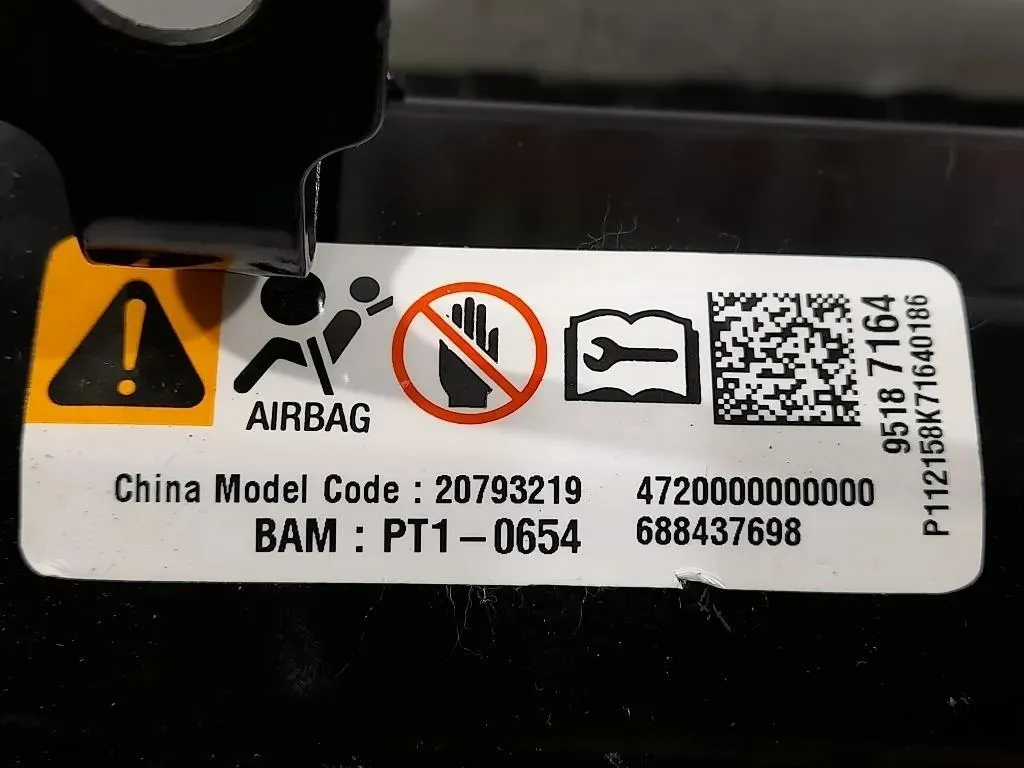 AIRBAG
9518 7164
P112158K71640186
China Model Code : 20793219
4720000000000
BAM : PT1-0654
688437698